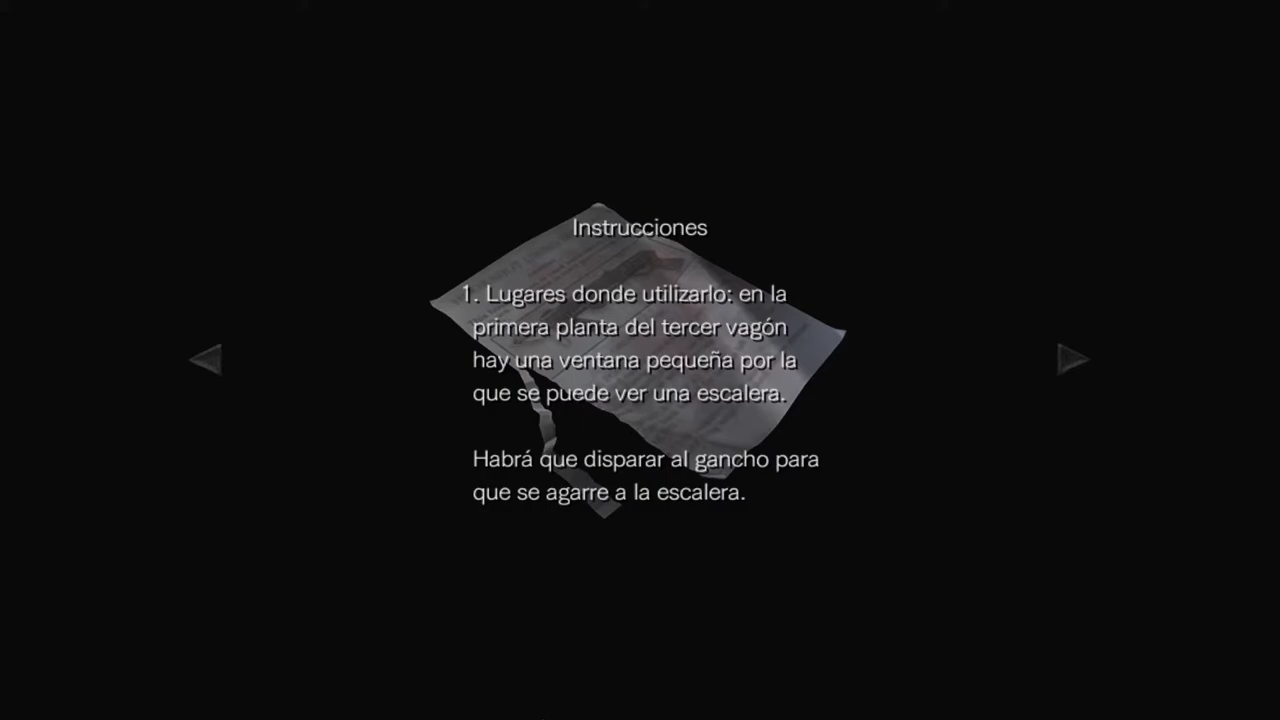 Instrucciones
1. Lugares donde utilizarlo: en la
primera planta del tercer vagón
hay una ventana pequeña por la
que se puede ver una escalera.
Habrá que disparar al gancho para
que se agarre a la escalera.